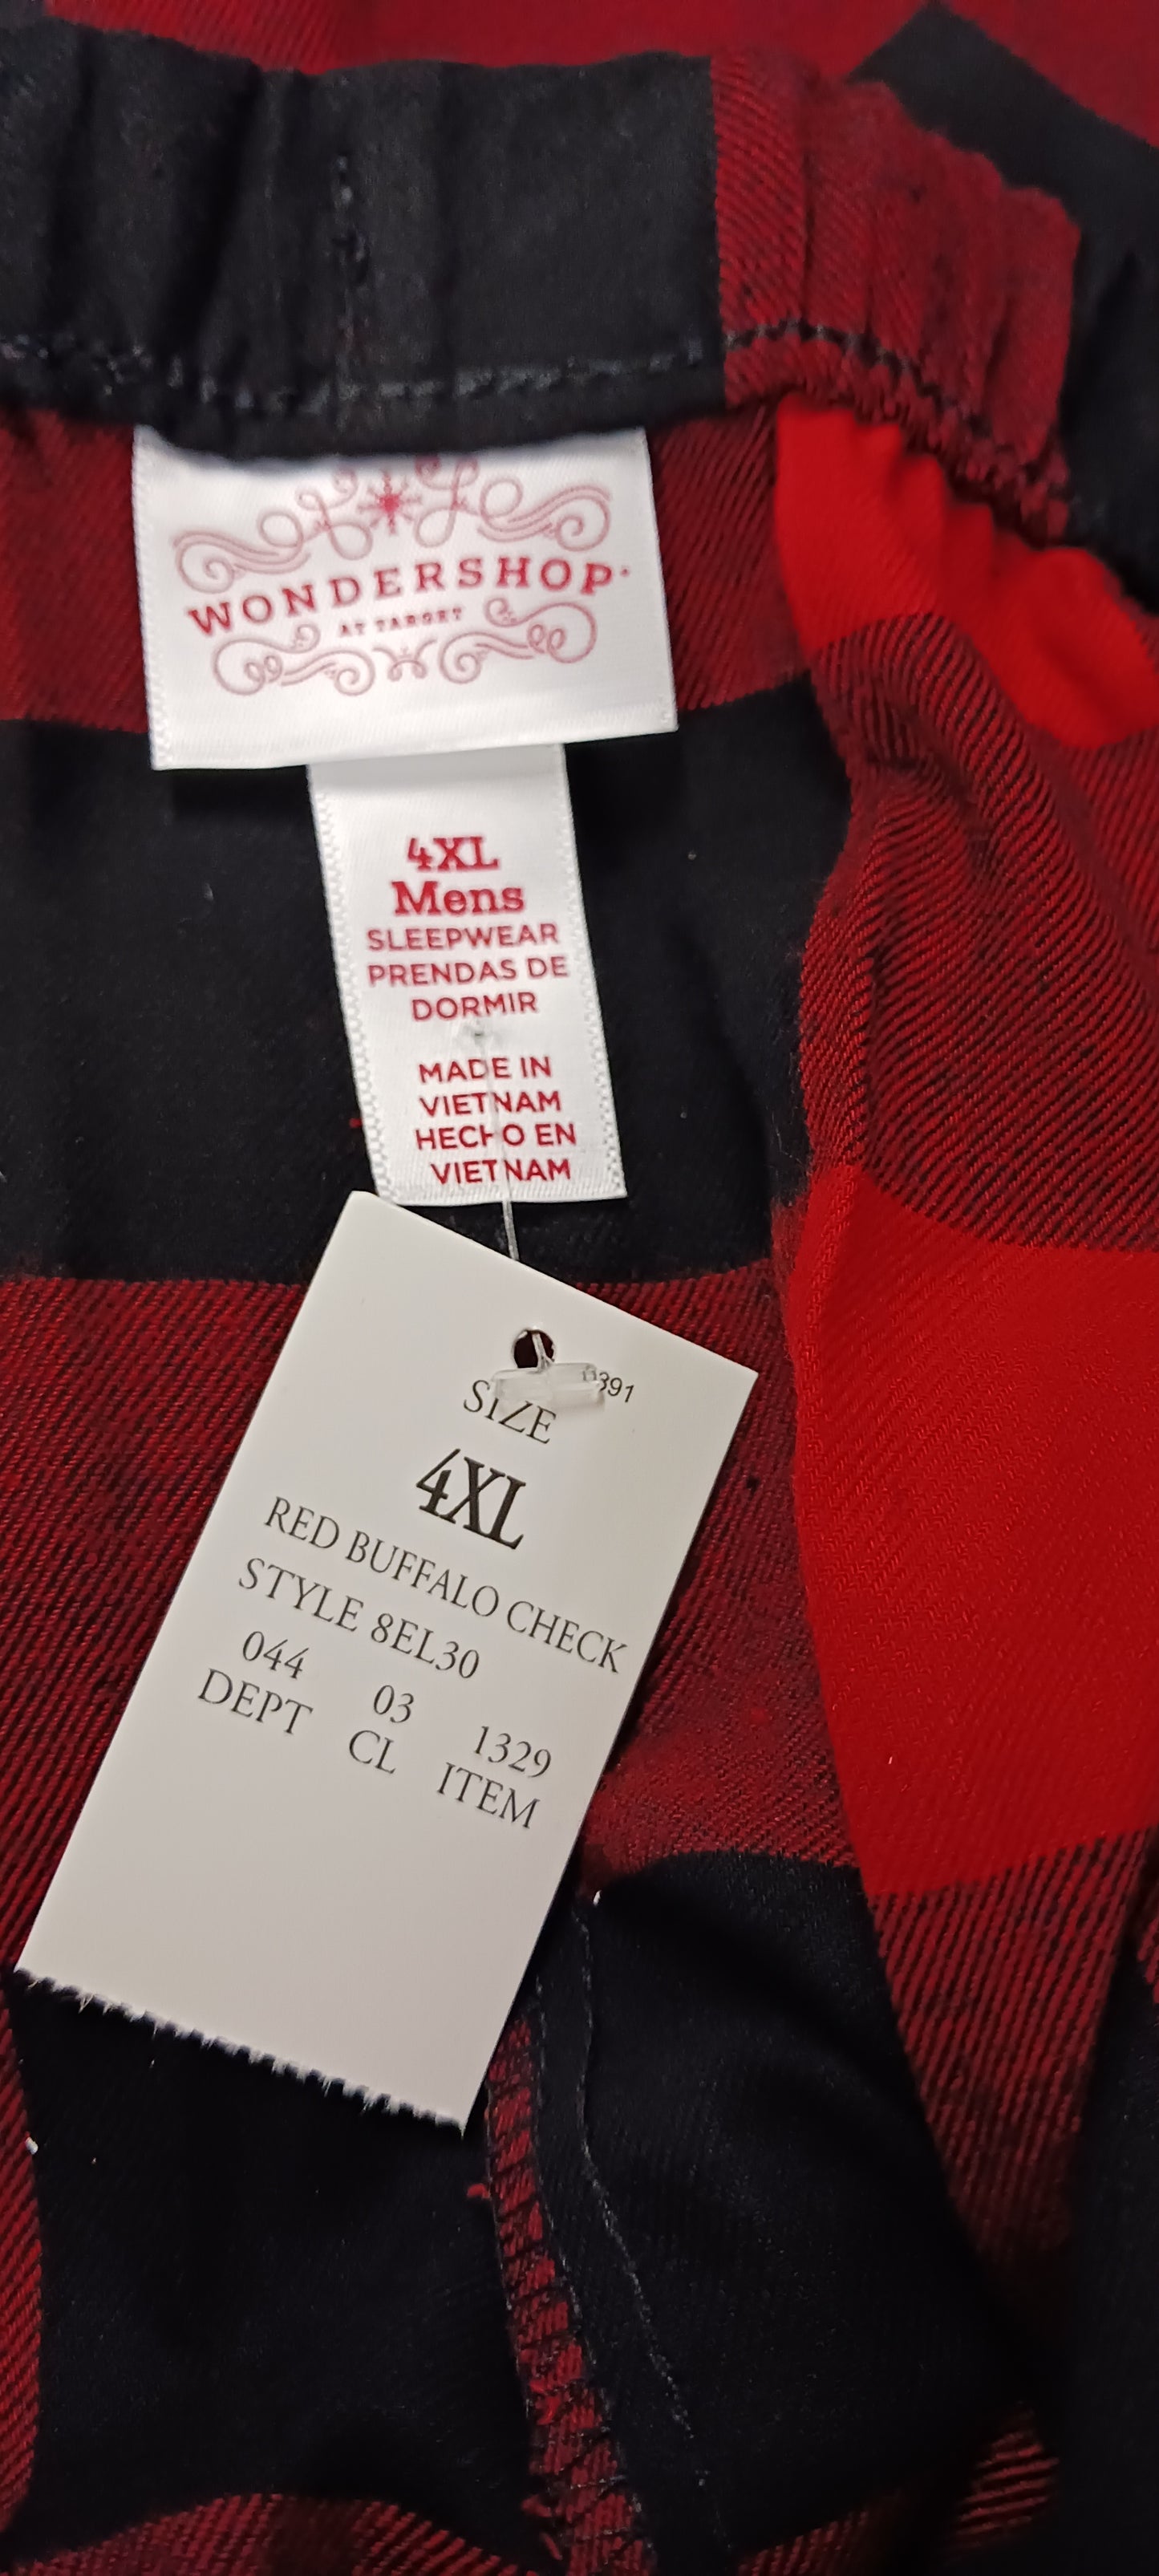 WONDERSHOP
AT TARGET
4XL
Mens
SLEEPWEAR
PRENDAS DE
DORMIR
MADE IN
VIETNAM
HECHO EN
VIETNAM
SIZE
4XL
RED BUFFALO CHECK
STYLE 8EL30
044 03 1329
DEPT CL ITEM